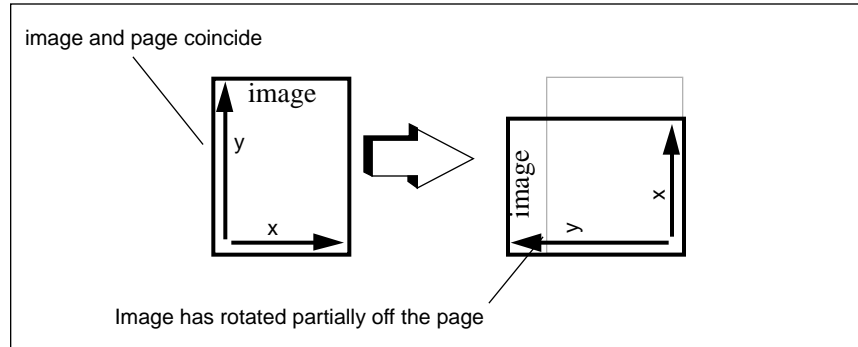 image and page coincide
image
y
x
image
x
y
Image has rotated partially off the page